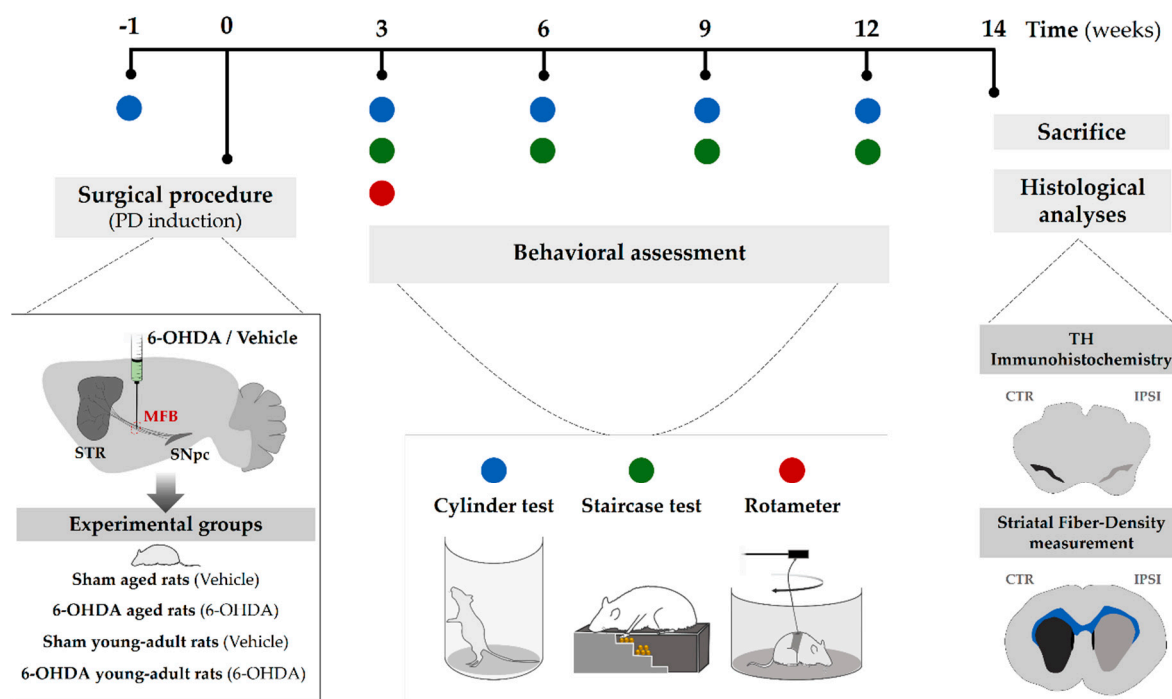 -1 0 3 6 9 12 14 Time (weeks)
Surgical procedure
(PD induction)
Behavioral assessment
Sacrifice
Histological
analyses
6-OHDA / Vehicle
MFB
STR
SNpc
Experimental groups
Sham aged rats (Vehicle)
6-OHDA aged rats (6-OHDA)
Sham young-adult rats (Vehicle)
6-OHDA young-adult rats (6-OHDA)
Cylinder test
Staircase test
Rotameter
TH
Immunohistochemistry
CTR IPSI
Striatal Fiber-Density
measurement
CTR IPSI